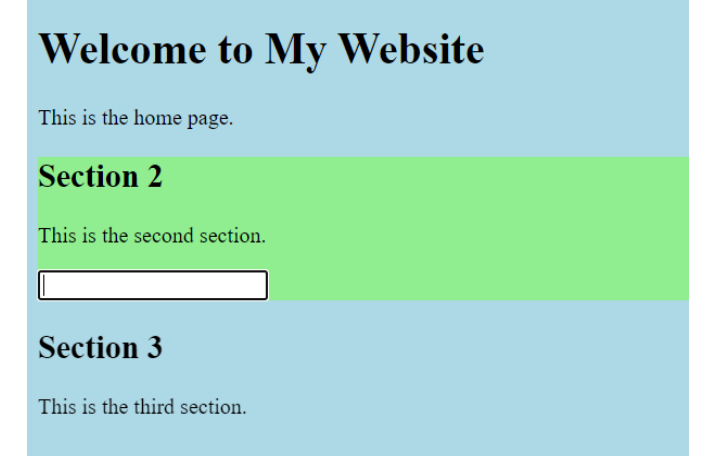 Welcome to My Website
This is the home page.
Section 2
This is the second section.
Section 3
This is the third section.